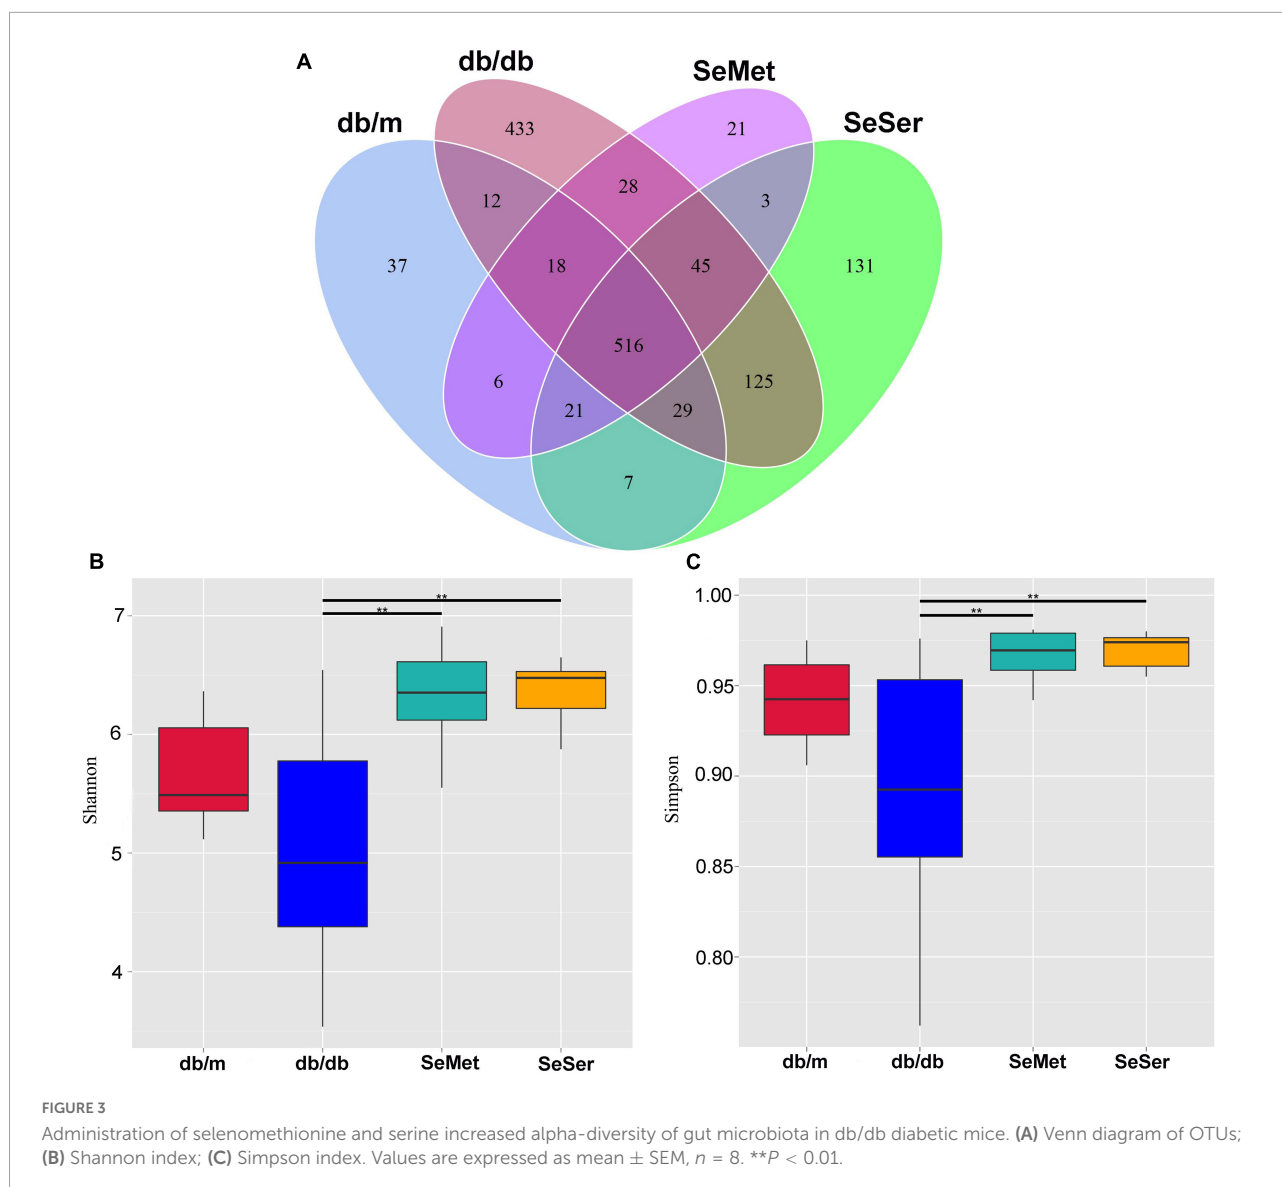 A
db/db
SeMet
db/m
SeSer
433
21
12
28
3
37
18
45
131
516
6
125
21
29
7
B
7
6
5
4
Shannon
**
**
db/m
db/db
SeMet
SeSer
C
1.00
0.95
0.90
0.85
0.80
Simpson
**
**
db/m
db/db
SeMet
SeSer
FIGURE 3
Administration of selenomethionine and serine increased alpha-diversity of gut microbiota in db/db diabetic mice. (A) Venn diagram of OTUs;
(B) Shannon index; (C) Simpson index. Values are expressed as mean ± SEM, n = 8. **P < 0.01.